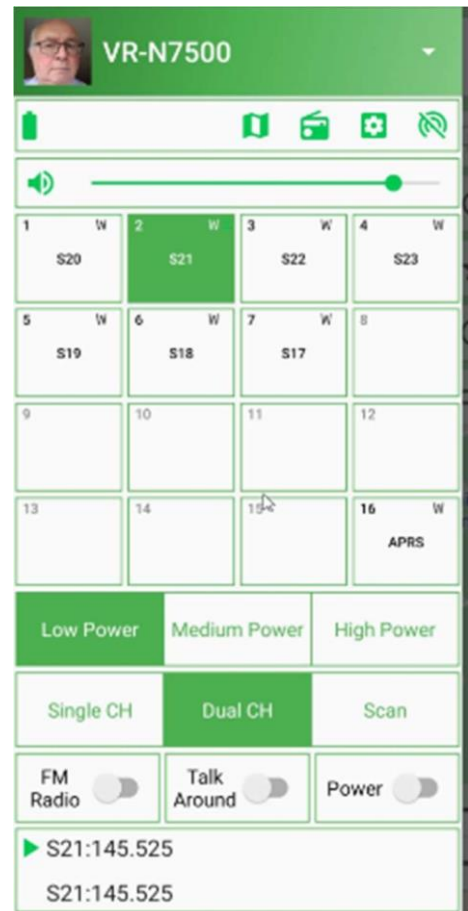 VR-N7500
1 W 2 W 3 W 4 W
S20 S21 S22 S23
5 W 6 W 7 W 8
S19 S18 S17
9 10 11 12
13 14 15 16 W
APRS
Low Power Medium Power High Power
Single CH Dual CH Scan
FM Radio Talk Around Power
S21:145.525
S21:145.525